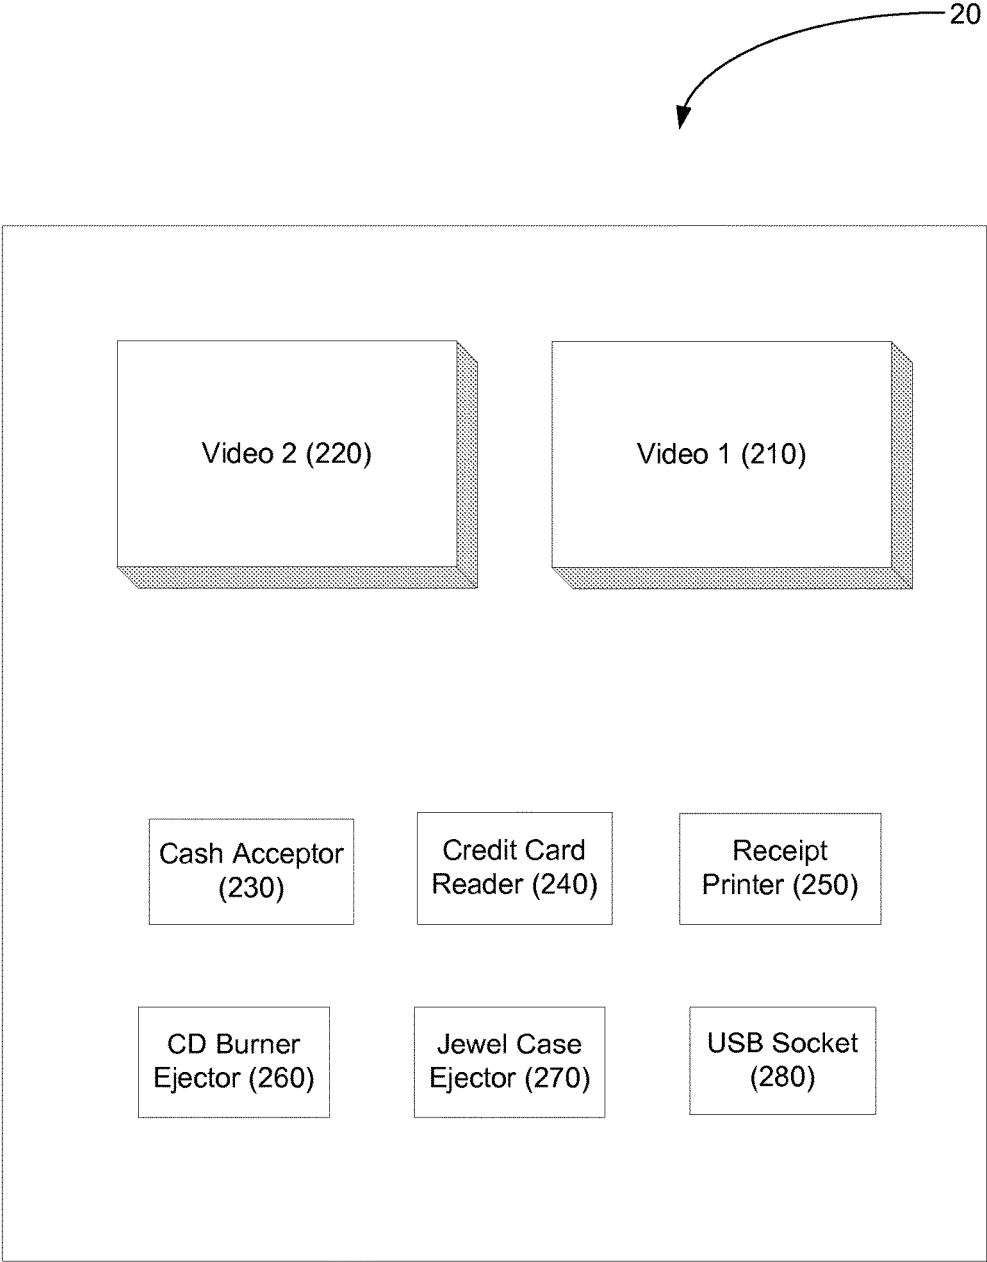 20
Video 2 (220)
Video 1 (210)
Cash Acceptor
(230)
Credit Card
Reader (240)
Receipt
Printer (250)
CD Burner
Ejector (260)
Jewel Case
Ejector (270)
USB Socket
(280)